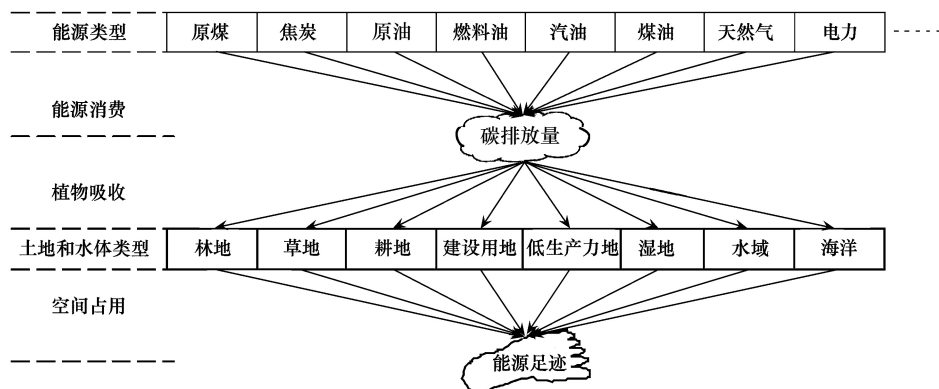 能源类型 原煤 焦炭 原油 燃料油 汽油 煤油 天然气 电力
能源消费
碳排放量
植物吸收
土地和水体类型 林地 草地 耕地 建设用地 低生产力地 湿地 水域 海洋
空间占用
能源足迹